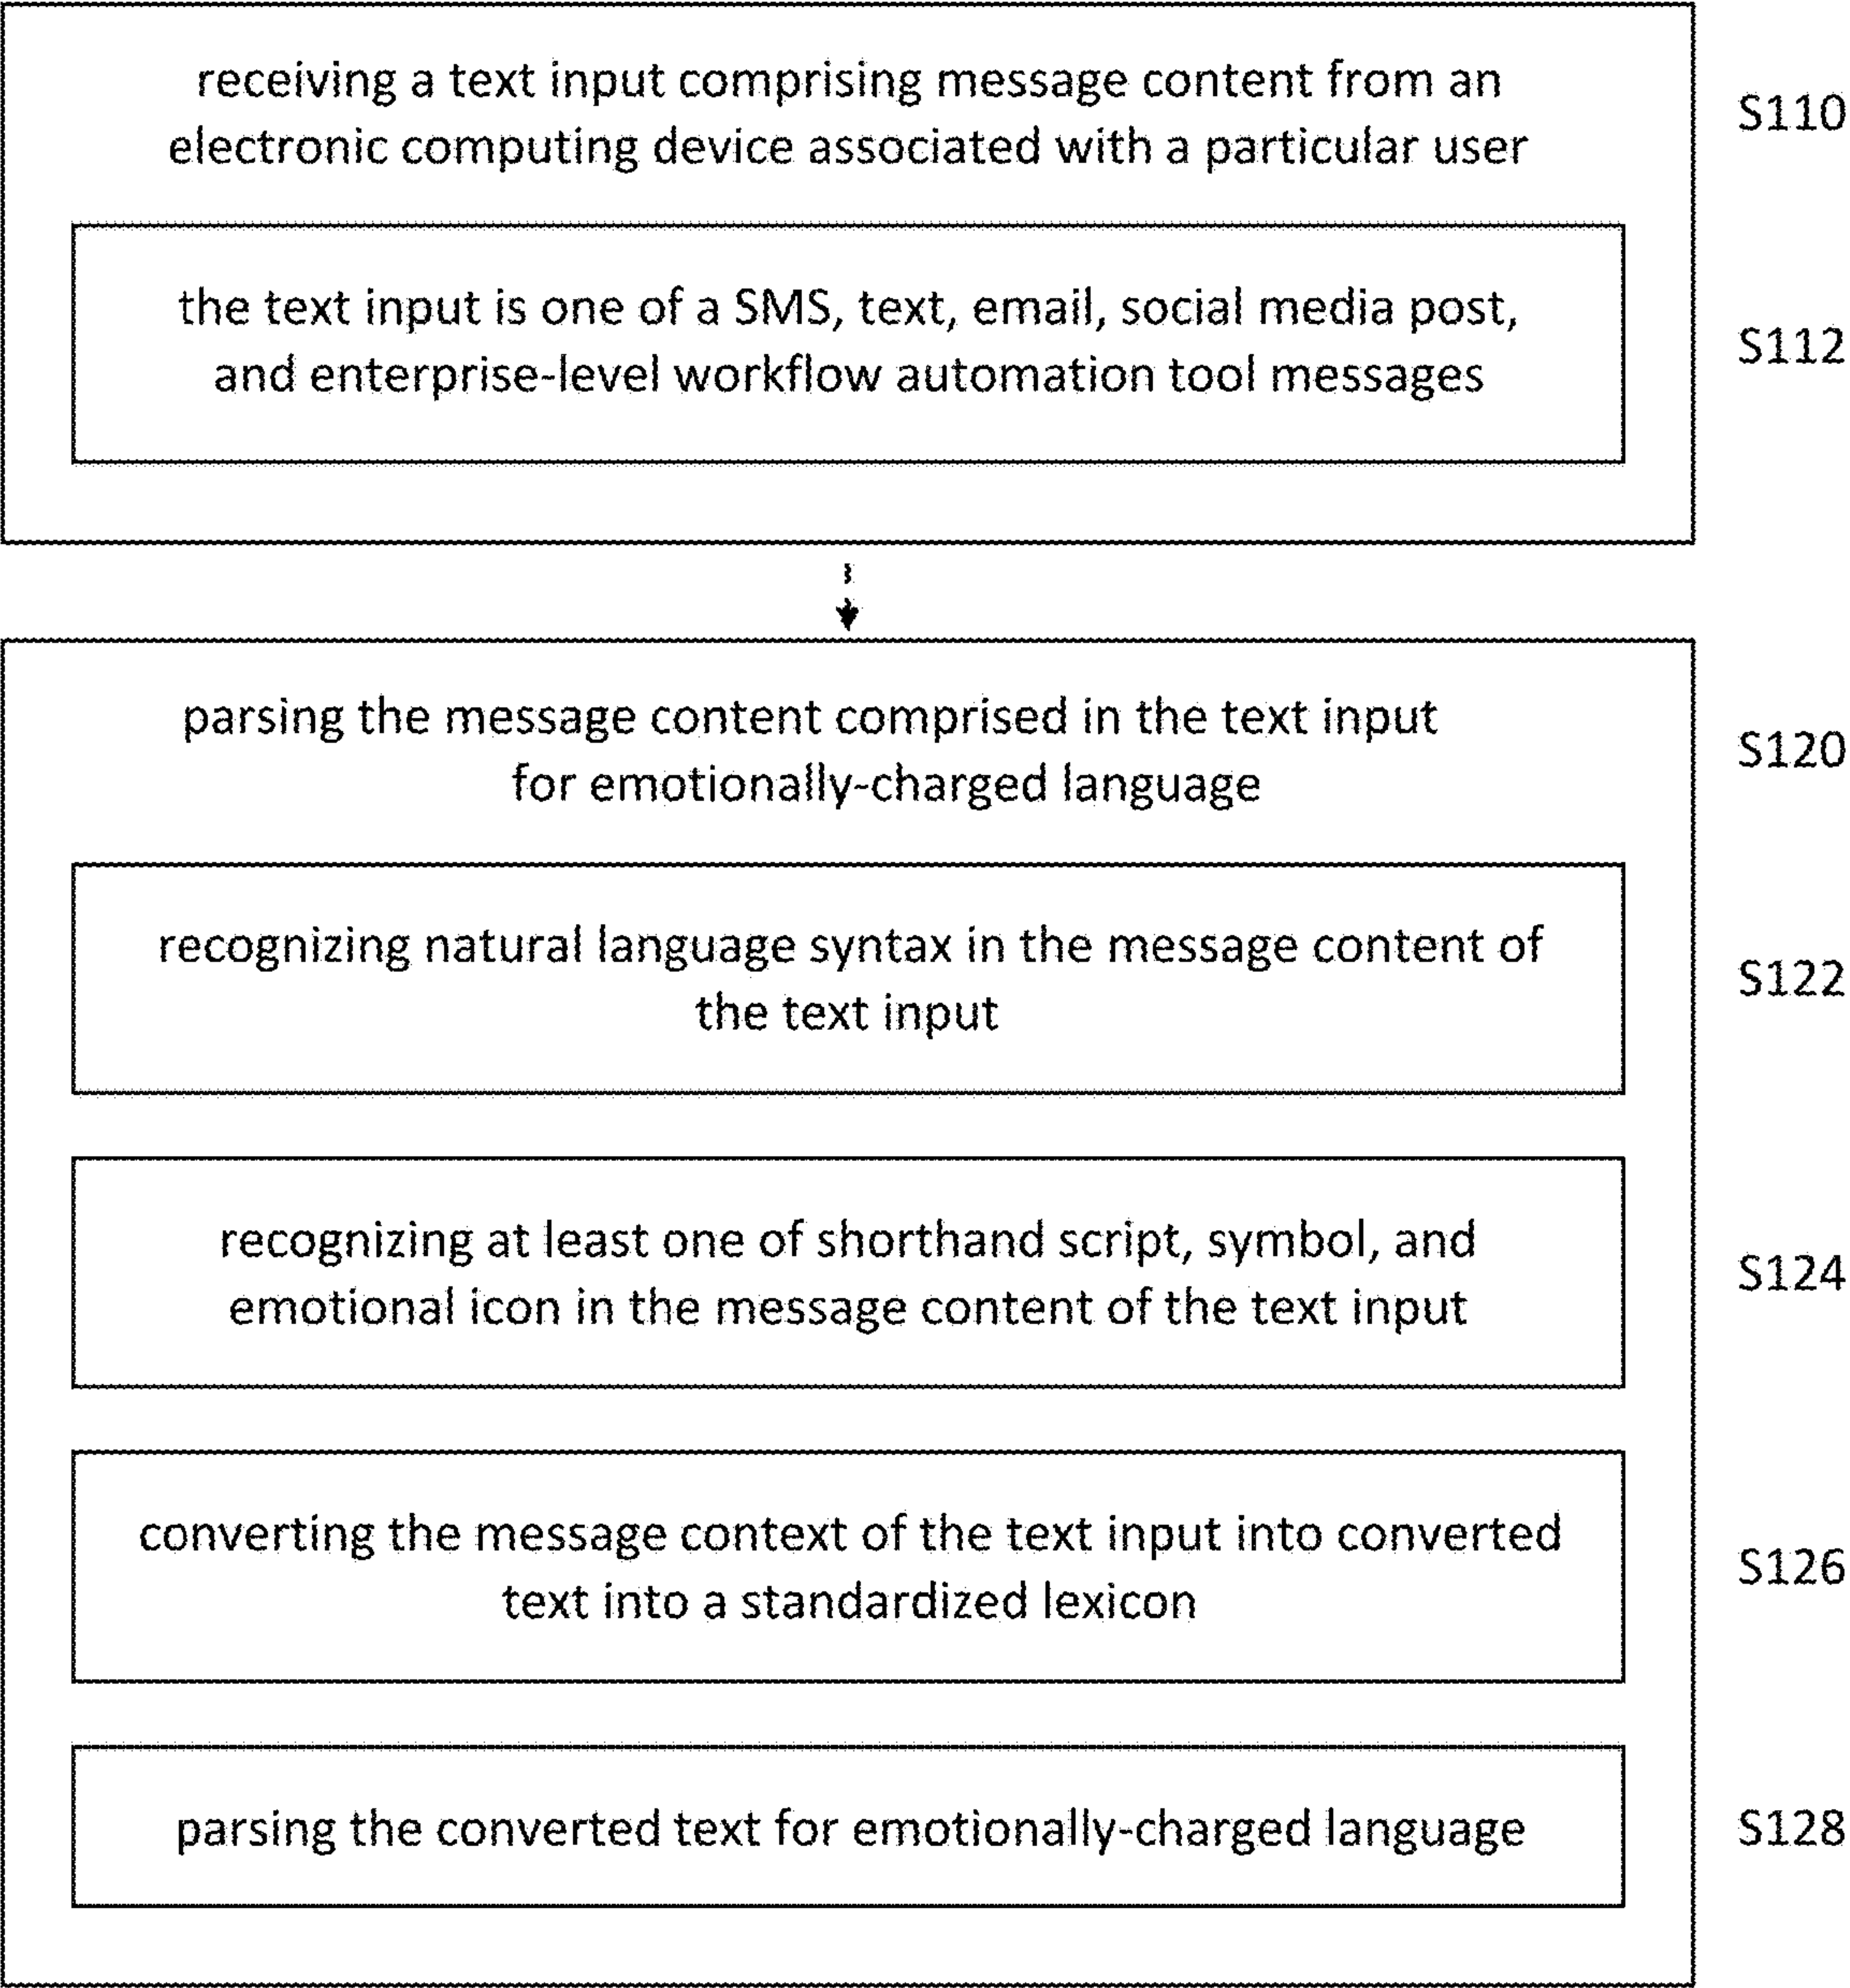 receiving a text input comprising message content from an
electronic computing device associated with a particular user
S110
the text input is one of a SMS, text, email, social media post,
and enterprise-level workflow automation tool messages
S112
parsing the message content comprised in the text input
for emotionally-charged language
S120
recognizing natural language syntax in the message content of
the text input
S122
recognizing at least one of shorthand script, symbol, and
emotional icon in the message content of the text input
S124
converting the message context of the text input into converted
text into a standardized lexicon
S126
parsing the converted text for emotionally-charged language
S128